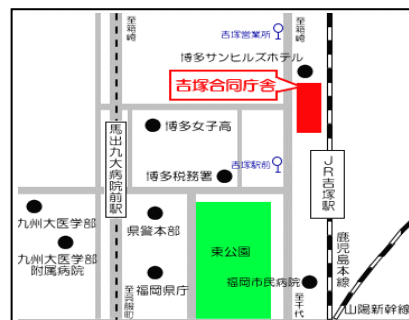 至箱崎
至箱崎
吉塚営業所
博多サンヒルズホテル
吉塚合同庁舎
馬出九大病院前駅
博多女子高
吉塚駅前
JR吉塚駅
博多税務署
九州大医学部
県警本部
東公園
鹿児島本線
九州大医学部
附属病院
福岡県庁
福岡市民病院
至呉服町
至千代
山陽新幹線